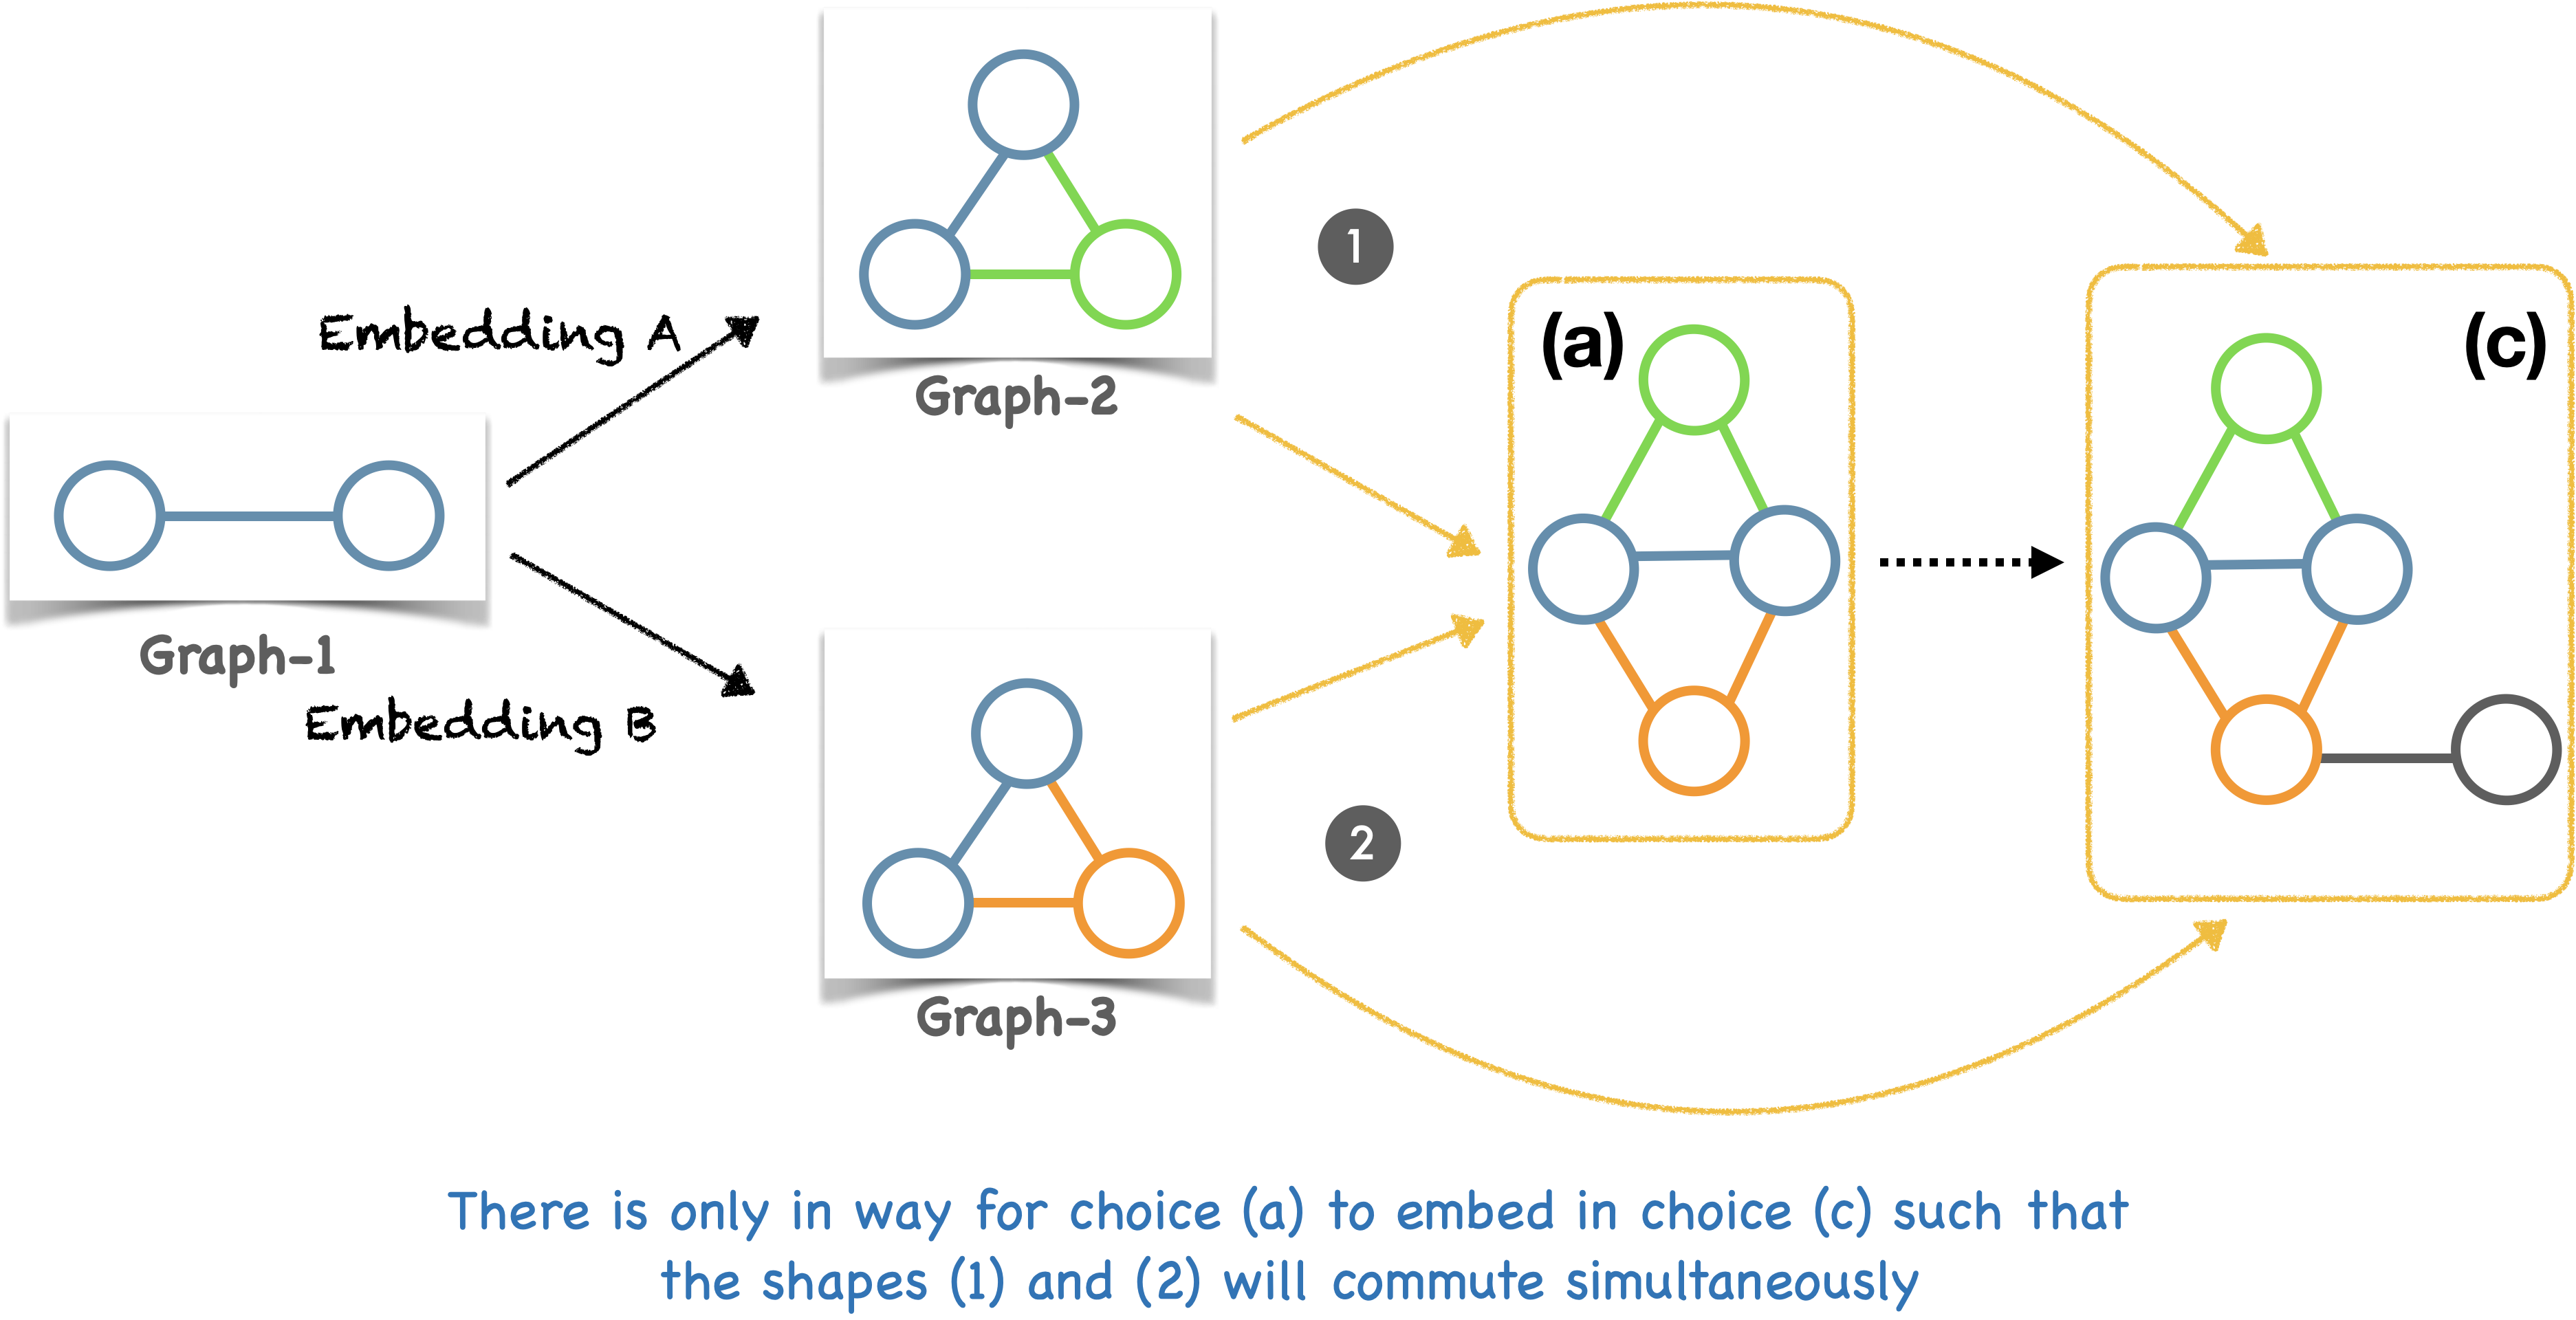 1
(a)
(c)
Embedding A
Graph-2
Graph-1
Embedding B
2
Graph-3
There is only in way for choice (a) to embed in choice (c) such that
the shapes (1) and (2) will commute simultaneously